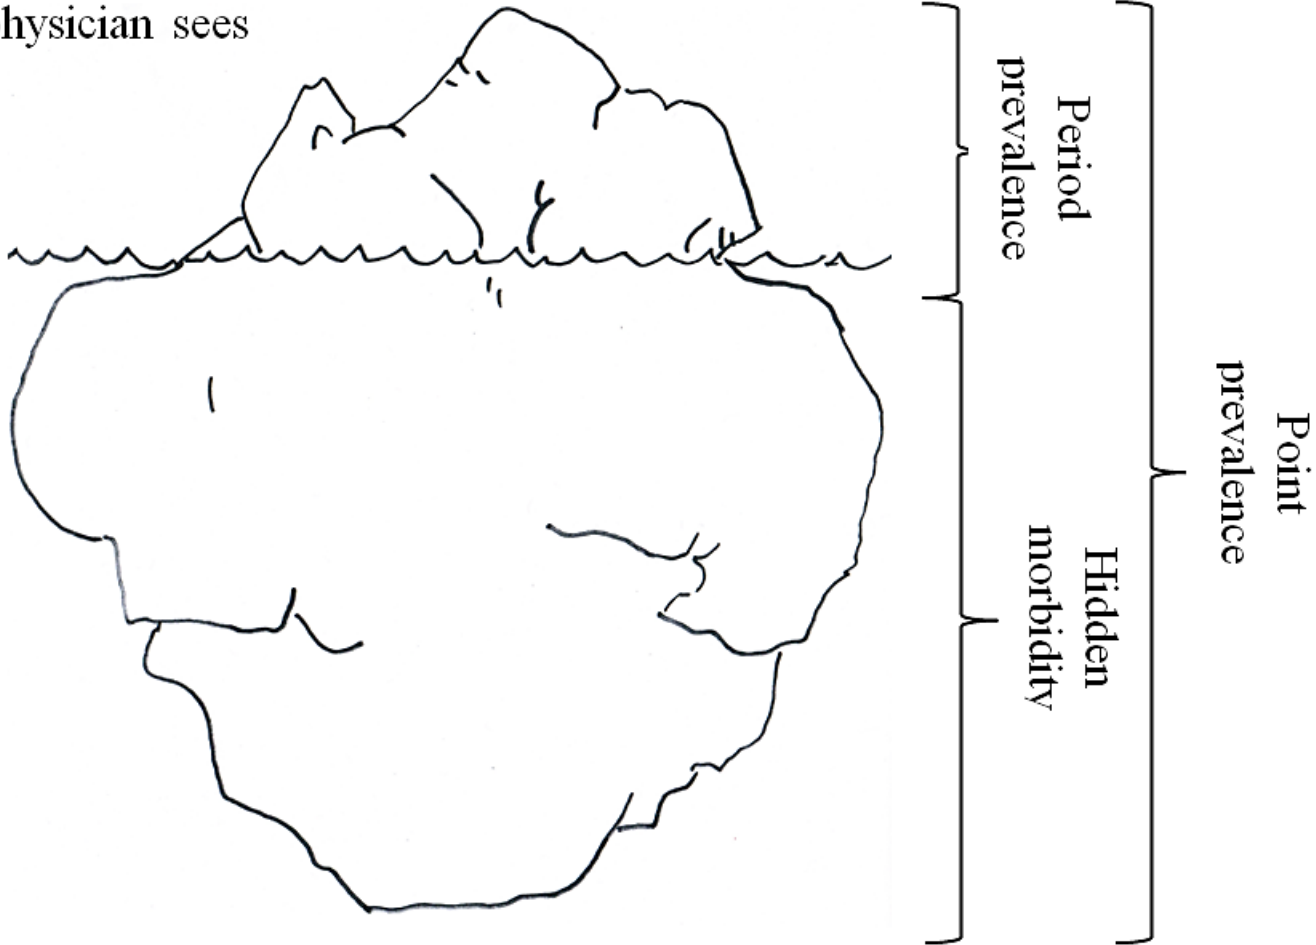 hysician sees
Period
prevalence
Hidden
morbidity
Point
prevalence